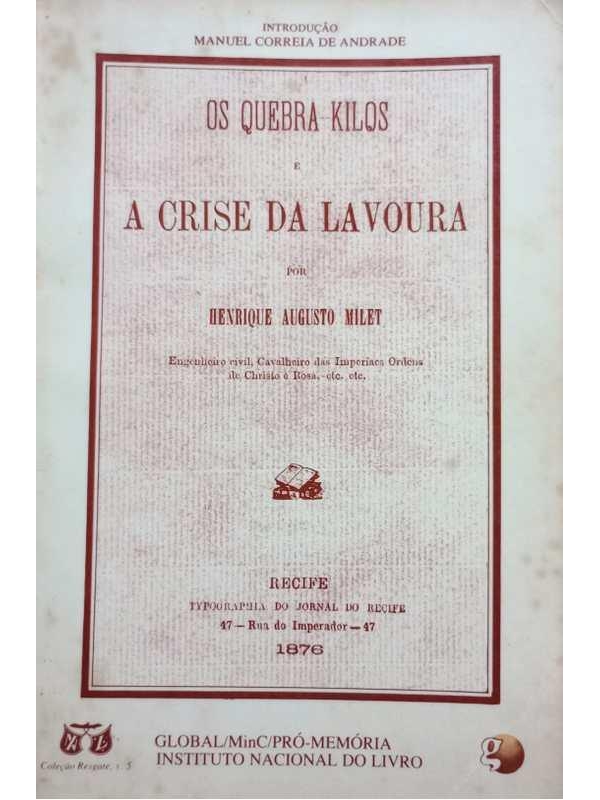 INTRODUÇÃO
MANUEL CORREIA DE ANDRADE
OS QUEBRA-KILOS
E
A CRISE DA LAVOURA
POR
HENRIQUE AUGUSTO MILET
Engenheiro civil, Cavalheiro das Imperiaes Ordens
de Christo e Rosa, etc. etc.
RECIFE
TYPOGRAPHIA DO JORNAL DO RECIFE
47 — Rua do Imperador — 47
1876
GLOBAL/MinC/PRÓ-MEMÓRIA
INSTITUTO NACIONAL DO LIVRO
Coleção Resgate, v. 5
g